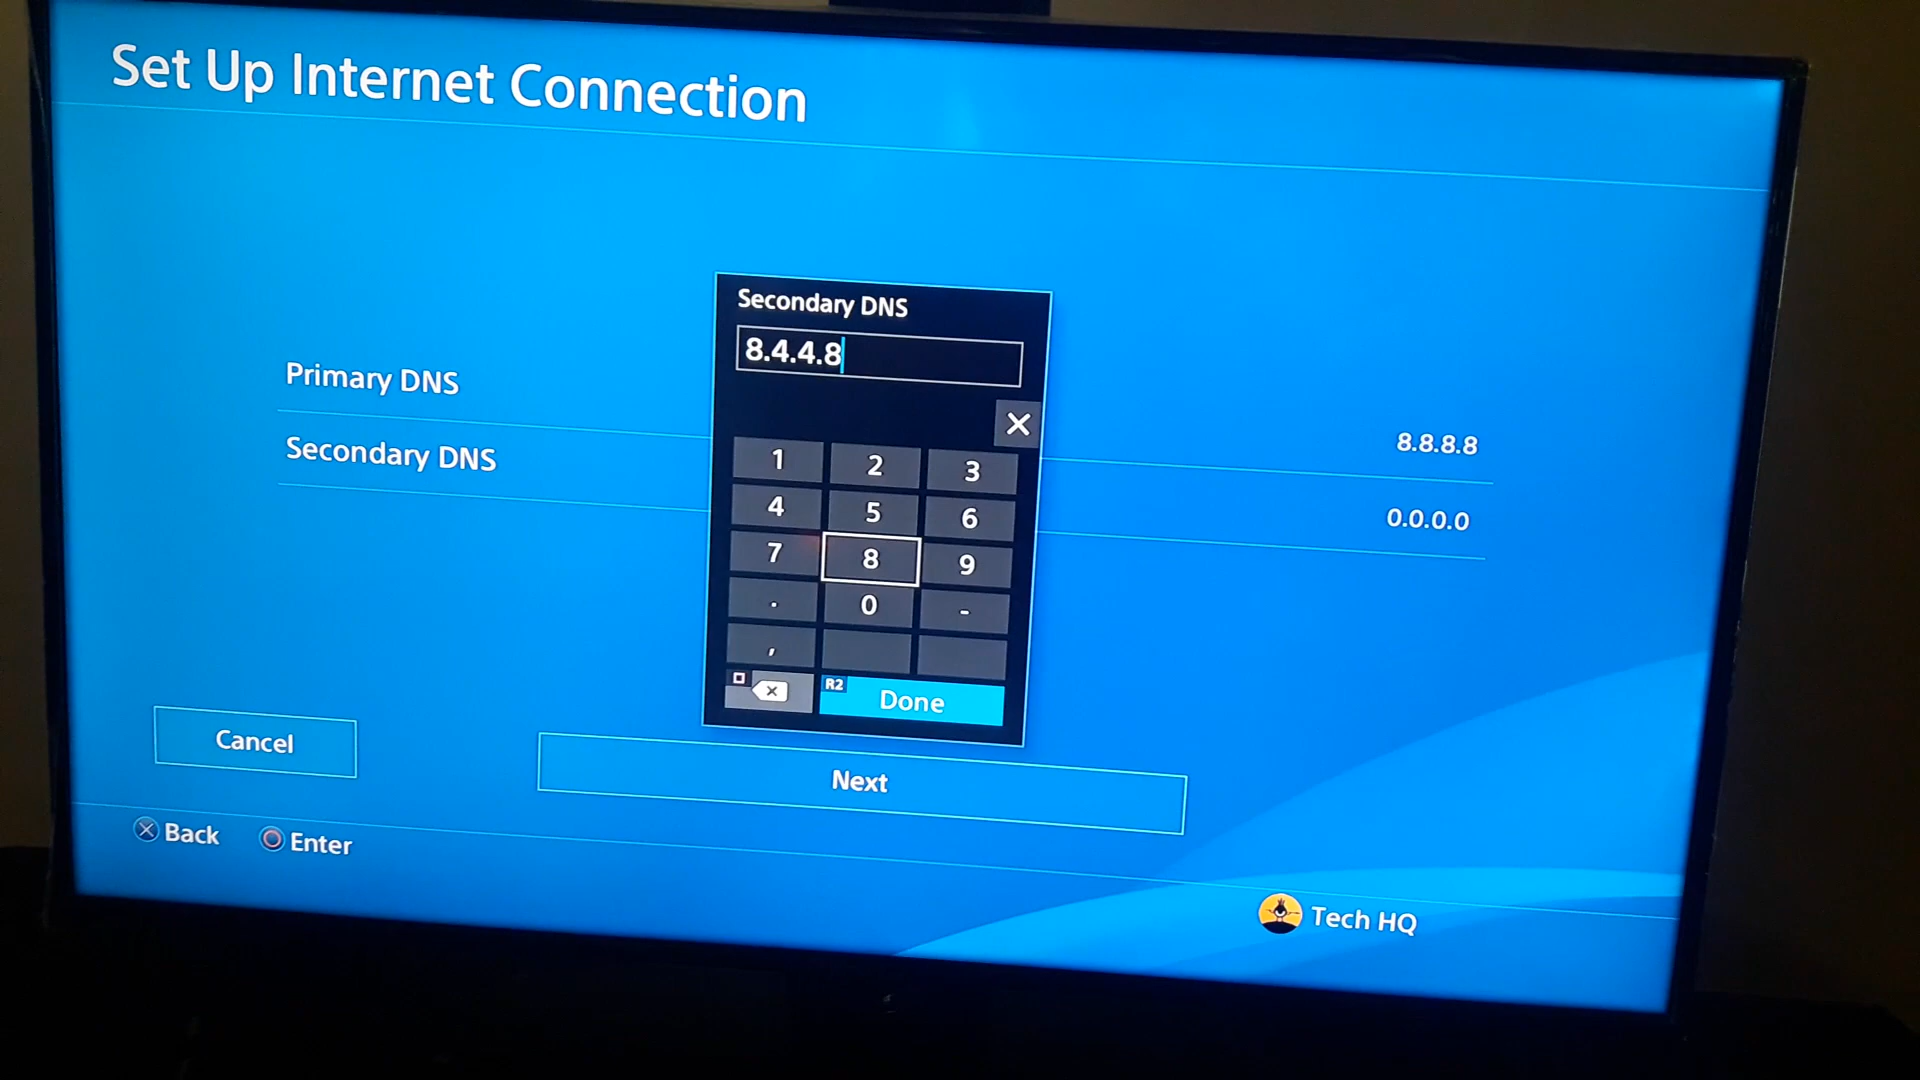 Set Up Internet Connection
Secondary DNS
8.4.4.8
Primary DNS
8.8.8.8
Secondary DNS
0.0.0.0
1 2 3
4 5 6
7 8 9
. 0 -
,
R2 Done
Cancel
Next
Back
Enter
Tech HQ